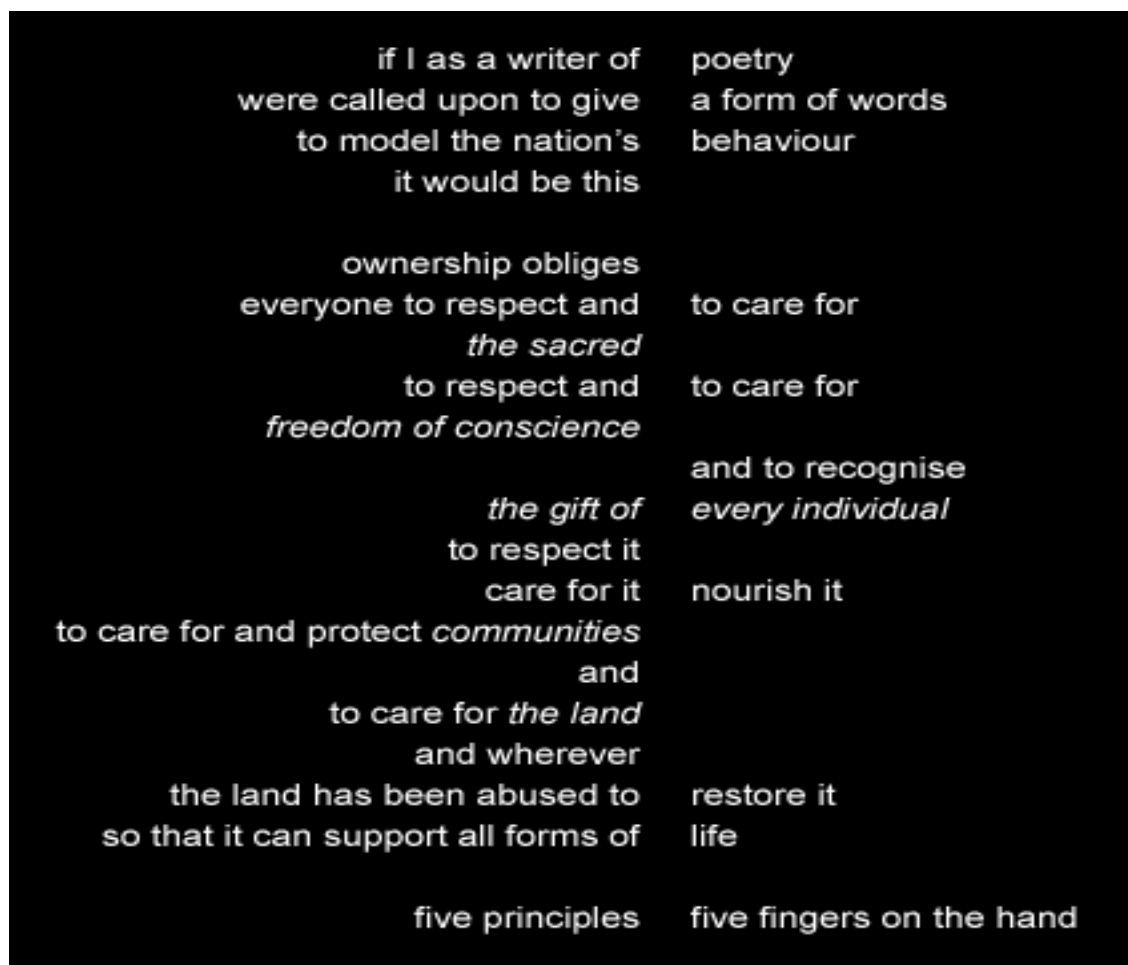 if I as a writer of poetry
were called upon to give a form of words
to model the nation’s behaviour
it would be this
ownership obliges
everyone to respect and to care for
the sacred
to respect and to care for
freedom of conscience
and to recognise
the gift of every individual
to respect it
care for it nourish it
to care for and protect communities
and
to care for the land
and wherever
the land has been abused to restore it
so that it can support all forms of life
five principles five fingers on the hand